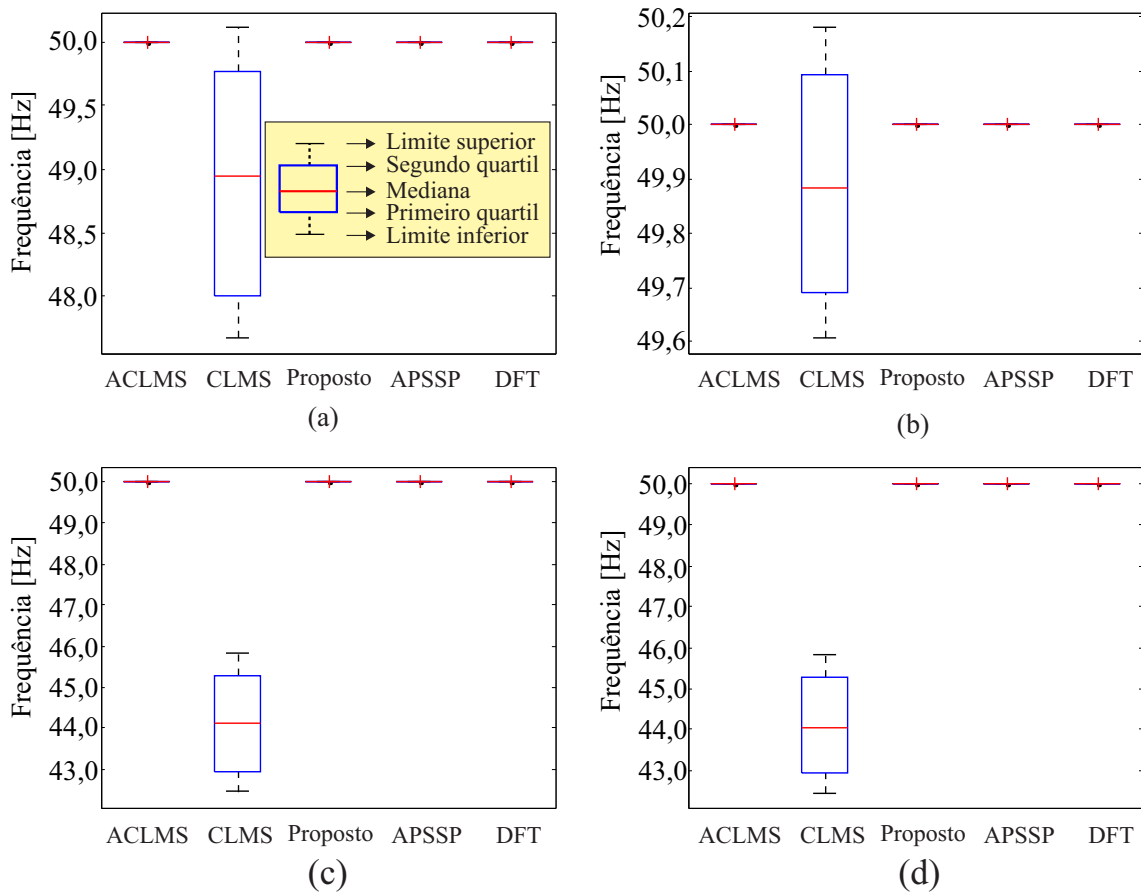 Frequência [Hz]
50,0
49,5
49,0
48,5
48,0
Limite superior
Segundo quartil
Mediana
Primeiro quartil
Limite inferior
ACLMS CLMS Proposto APSSP DFT
(a)
Frequência [Hz]
50,2
50,1
50,0
49,9
49,8
49,7
49,6
ACLMS CLMS Proposto APSSP DFT
(b)
Frequência [Hz]
50,0
49,0
48,0
47,0
46,0
45,0
44,0
43,0
ACLMS CLMS Proposto APSSP DFT
(c)
Frequência [Hz]
50,0
49,0
48,0
47,0
46,0
45,0
44,0
43,0
ACLMS CLMS Proposto APSSP DFT
(d)